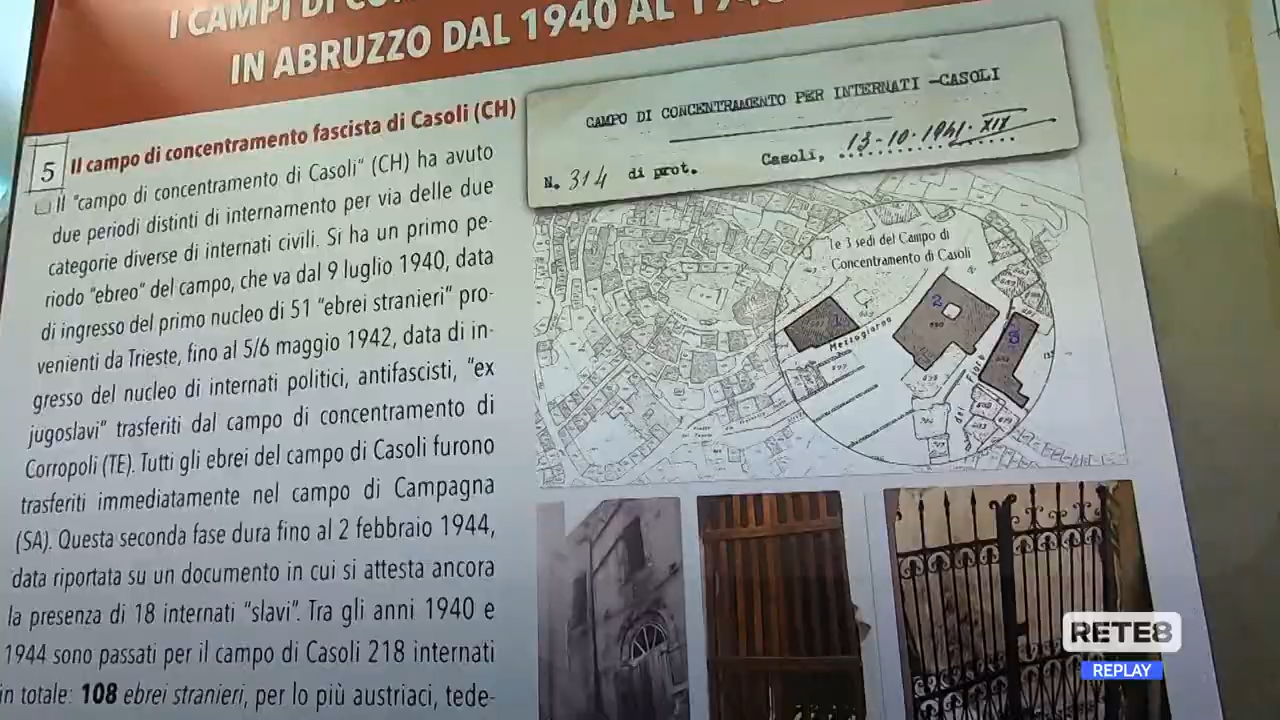 I CAMPI DI
IN ABRUZZO DAL 1940 AL
5
Il campo di concentramento fascista di Casoli (CH)
Il "campo di concentramento di Casoli" (CH) ha avuto
due periodi distinti di internamento per via delle due
categorie diverse di internati civili. Si ha un primo pe-
riodo "ebreo" del campo, che va dal 9 luglio 1940, data
di ingresso del primo nucleo di 51 "ebrei stranieri" pro-
venienti da Trieste, fino al 5/6 maggio 1942, data di in-
gresso del nucleo di internati politici, antifascisti, "ex
jugoslavi" trasferiti dal campo di concentramento di
Corropoli (TE). Tutti gli ebrei del campo di Casoli furono
trasferiti immediatamente nel campo di Campagna
(SA). Questa seconda fase dura fino al 2 febbraio 1944,
data riportata su un documento in cui si attesta ancora
la presenza di 18 internati "slavi". Tra gli anni 1940 e
1944 sono passati per il campo di Casoli 218 internati
in totale: 108 ebrei stranieri, per lo più austriaci, tede-
CAMPO DI CONCENTRAMENTO PER INTERNATI -CASOLI
N. 314 di prot. Casoli, 13-10-1941-XIX
Le 3 sedi del Campo di
Concentramento di Casoli
1
2
3
Mezzogiorno
RETE8
REPLAY